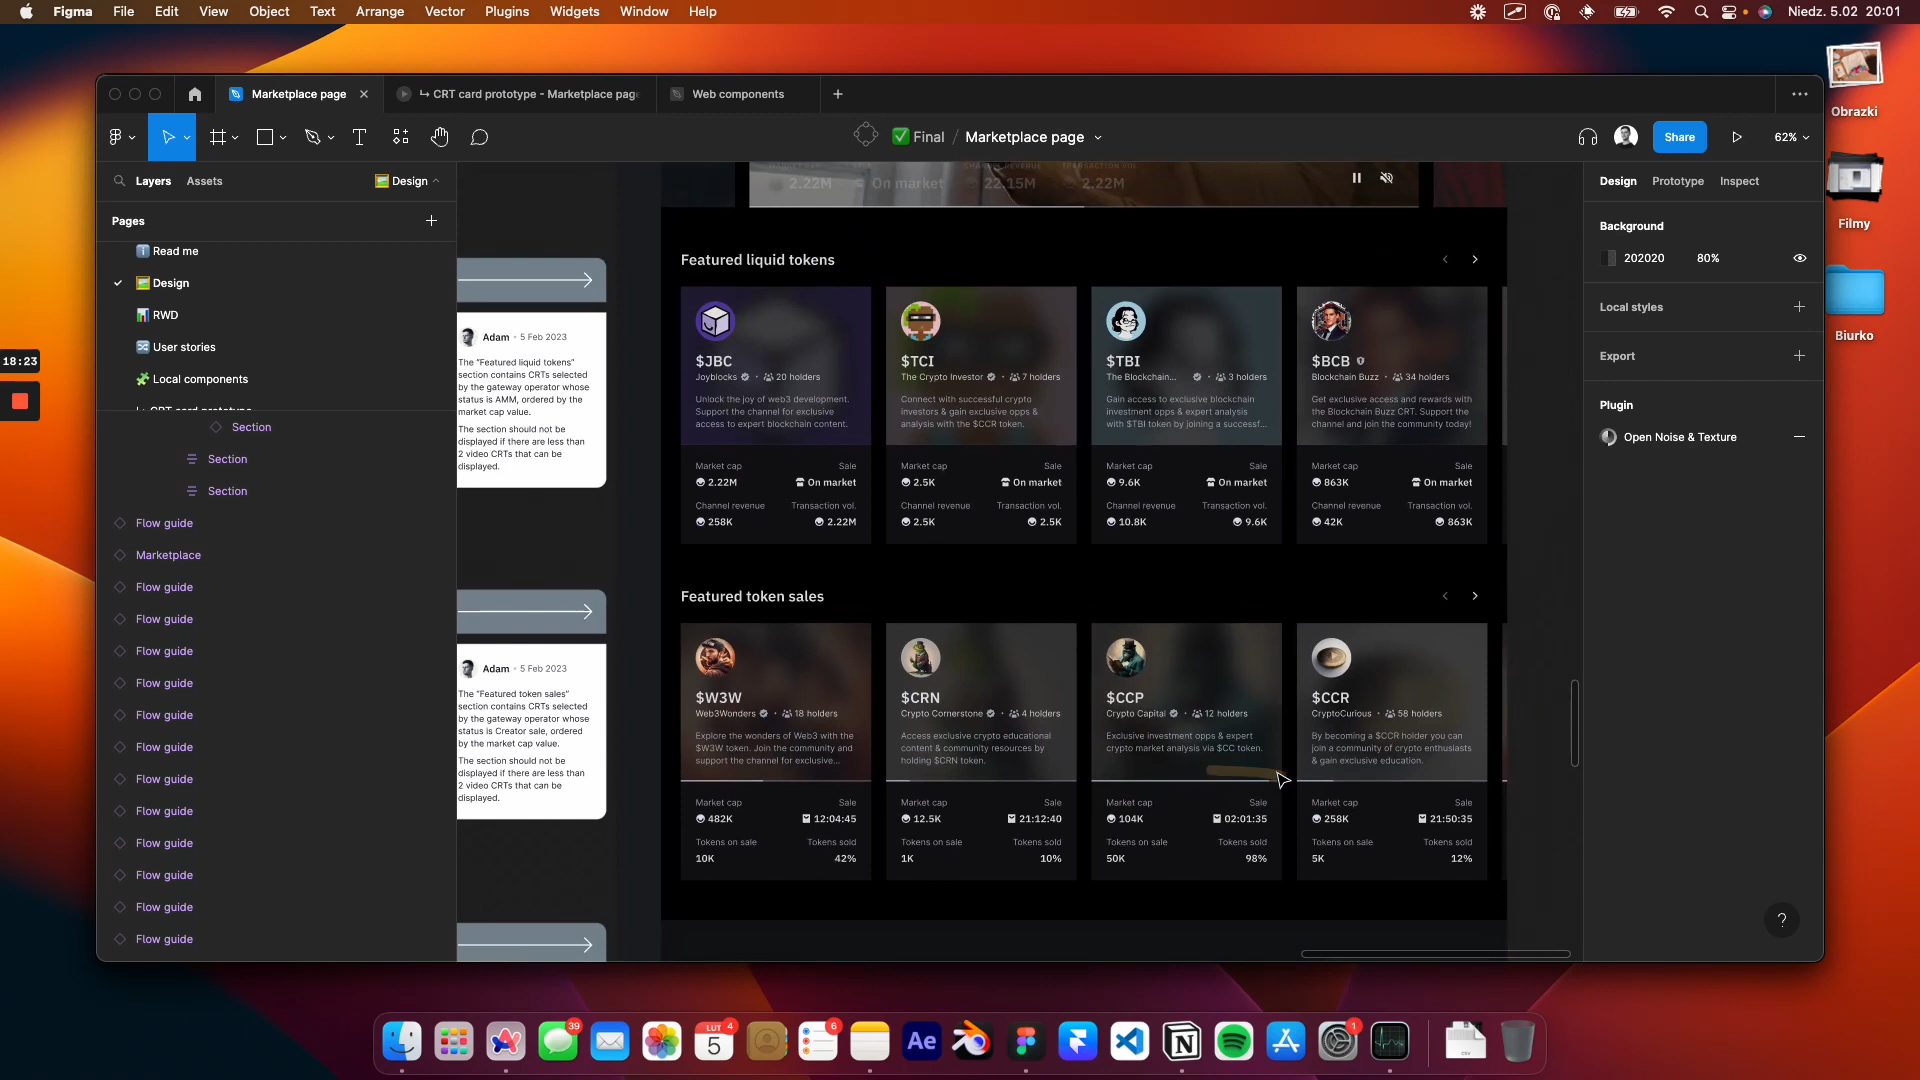 Figma File Edit View Object Text Arrange Vector Plugins Widgets Window Help
Niedz. 5.02 20:01
Obrazki
Filmy
Biurko
18:23
Marketplace page
↳ CRT card prototype - Marketplace pag
Web components
Final / Marketplace page
Share
62%
Layers Assets
Design
Pages
Read me
Design
RWD
User stories
Local components
↳ CRT card prototype
Section
Section
Section
Flow guide
Marketplace
Flow guide
Flow guide
Flow guide
Flow guide
Flow guide
Flow guide
Flow guide
Flow guide
Flow guide
Flow guide
Flow guide
Flow guide
Adam · 5 Feb 2023
The "Featured liquid tokens"
section contains CRTs selected
by the gateway operator whose
status is AMM, ordered by the
market cap value.
The section should not be
displayed if there are less than
2 video CRTs that can be
displayed.
Adam · 5 Feb 2023
The "Featured token sales"
section contains CRTs selected
by the gateway operator whose
status is Creator sale, ordered
by the market cap value.
The section should not be
displayed if there are less than
2 video CRTs that can be
displayed.
2.22M On market 22.15M 2.22M
Featured liquid tokens
$JBC
Joyblocks · 20 holders
Unlock the joy of web3 development.
Support the channel for exclusive
access to expert blockchain content.
Market cap Sale
2.22M On market
Channel revenue Transaction vol.
258K 2.22M
$TCI
The Crypto Investor · 7 holders
Connect with successful crypto
investors & gain exclusive opps &
analysis with the $CCR token.
Market cap Sale
2.5K On market
Channel revenue Transaction vol.
2.5K 2.5K
$TBI
The Blockchain... · 3 holders
Gain access to exclusive blockchain
investment opps & expert analysis
with $TBI token by joining a successf...
Market cap Sale
9.6K On market
Channel revenue Transaction vol.
10.8K 9.6K
$BCB
Blockchain Buzz · 34 holders
Get exclusive access and rewards with
the Blockchain Buzz CRT. Support the
channel and join the community today!
Market cap Sale
863K On market
Channel revenue Transaction vol.
42K 863K
Featured token sales
$W3W
Web3Wonders · 18 holders
Explore the wonders of Web3 with the
$W3W token. Join the community and
support the channel for exclusive...
Market cap Sale
482K 12:04:45
Tokens on sale Tokens sold
10K 42%
$CRN
Crypto Cornerstone · 4 holders
Access exclusive crypto educational
content & community resources by
holding $CRN token.
Market cap Sale
12.5K 21:12:40
Tokens on sale Tokens sold
1K 10%
$CCP
Crypto Capital · 12 holders
Exclusive investment opps & expert
crypto market analysis via $CC token.
Market cap Sale
104K 02:01:35
Tokens on sale Tokens sold
50K 98%
$CCR
CryptoCurious · 58 holders
By becoming a $CCR holder you can
join a community of crypto enthusiasts
& gain exclusive education.
Market cap Sale
258K 21:50:35
Tokens on sale Tokens sold
5K 12%
Design Prototype Inspect
Background
202020 80%
Local styles
Export
Plugin
Open Noise & Texture
?
39
LUT 4
5
6
Ae
1